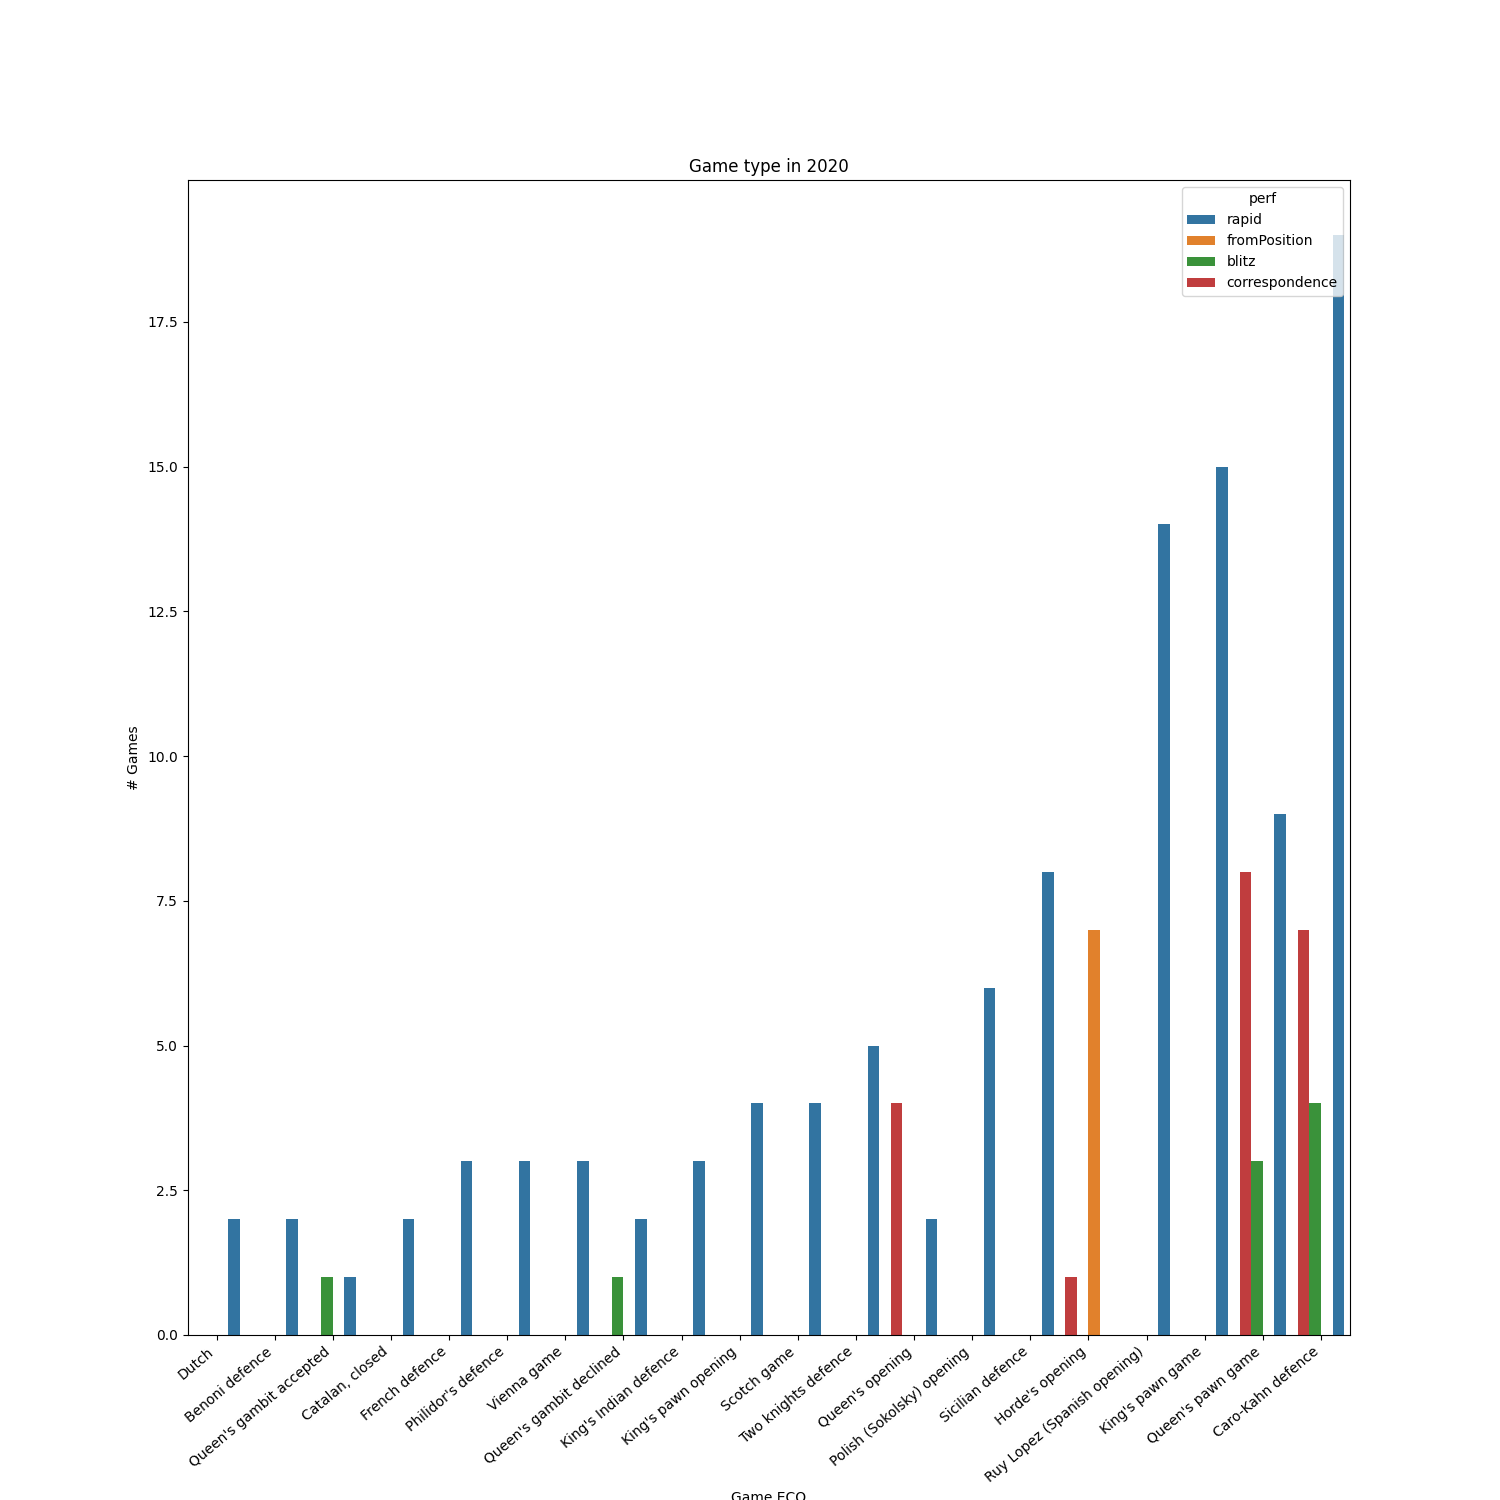 Game type in 2020
perf
rapid
fromPosition
blitz
correspondence
17.5
15.0
12.5
10.0
7.5
5.0
2.5
0.0
# Games
Dutch
Benoni defence
Queen's gambit accepted
Catalan, closed
French defence
Philidor's defence
Vienna game
Queen's gambit declined
King's Indian defence
King's pawn opening
Scotch game
Two knights defence
Queen's opening
Polish (Sokolsky) opening
Sicilian defence
Horde's opening
Ruy Lopez (Spanish opening)
King's pawn game
Queen's pawn game
Caro-Kahn defence
Game ECO